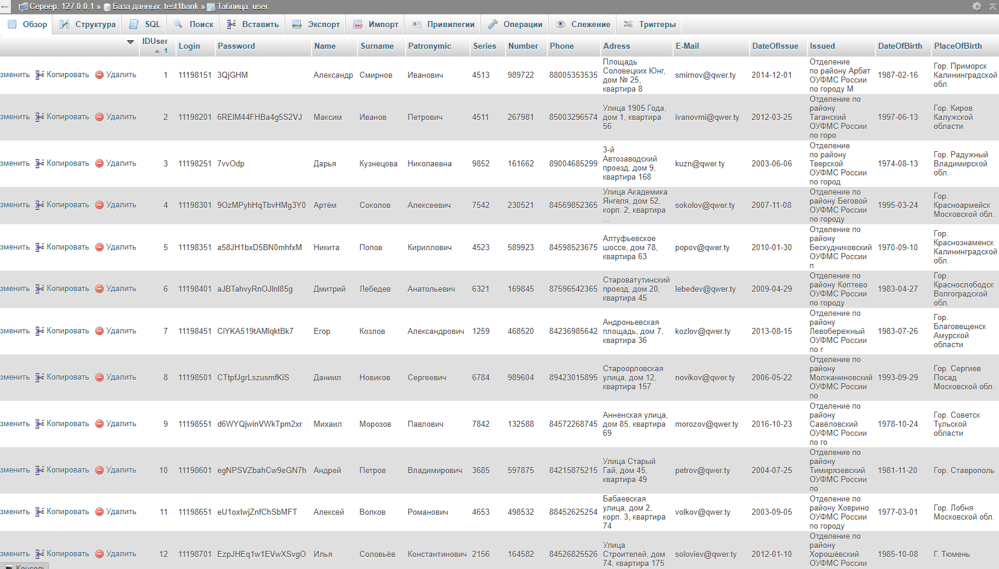 ← Сервер: 127.0.0.1 » База данных: test1bank » Таблица: user
Обзор Структура SQL Поиск Вставить Экспорт Импорт Привилегии Операции Слежение Триггеры
IDUser 1 Login Password Name Surname Patronymic Series Number Phone Adress E-Mail DateOfIssue Issued DateOfBirth PlaceOfBirth
зменить Копировать Удалить 1 11198151 3QjGHM Александр Смирнов Иванович 4513 989722 88005353535 Площадь Соловецких Юнг, дом № 25, квартира 8 smirnov@qwer.ty 2014-12-01 Отделение по району Арбат ОУФМС России по городу М 1987-02-16 Гор. Приморск Калининградской обл.
зменить Копировать Удалить 2 11198201 6REIM44FHBa4g5S2VJ Максим Иванов Петрович 4511 267981 85003296574 Улица 1905 Года, дом 1, квартира 56 ivanovmi@qwer.ty 2012-03-25 Отделение по району Таганский ОУФМС России по горо 1997-06-13 Гор. Киров Калужской области
зменить Копировать Удалить 3 11198251 7vvOdp Дарья Кузнецова Николаевна 9852 161662 89004685299 3-й Автозаводский проезд, дом 9, квартира 168 kuzn@qwer.ty 2003-06-06 Отделение по району Тверской ОУФМС России по город 1974-08-13 Гор. Радужный Владимирской обл.
зменить Копировать Удалить 4 11198301 9OzMPyhHqTbvHMg3Y0 Артём Соколов Алексеевич 7542 230521 84569852365 Улица Академика Янгеля, дом 52, корп. 2, квартира ... sokolov@qwer.ty 2007-11-08 Отделение по району Беговой ОУФМС России по городу 1995-03-24 Гор. Красноармейск Московской обл.
зменить Копировать Удалить 5 11198351 a58JH1bxD5BN0mhfxM Никита Попов Кириллович 4523 589923 84598523675 Алтуфьевское шоссе, дом 78, квартира 63 popov@qwer.ty 2010-01-30 Отделение по району Бескудниковский ОУФМС России п 1970-09-10 Гор. Краснознаменск Калининградской обл.
зменить Копировать Удалить 6 11198401 aJBTahvyRnOJlnl85g Дмитрий Лебедев Анатольевич 6321 169845 87596542365 Староватутинский проезд, дом 20, квартира 45 lebedev@qwer.ty 2009-04-29 Отделение по району Коптево ОУФМС России по городу 1983-04-27 Гор. Краснослободск Волгоградской обл.
зменить Копировать Удалить 7 11198451 CiYKA519tAMlqktBk7 Егор Козлов Александрович 1259 468520 84236985642 Андроньевская площадь, дом 7, квартира 36 kozlov@qwer.ty 2013-08-15 Отделение по району Левобережный ОУФМС России по г 1983-07-26 Гор. Благовещенск Амурской области
зменить Копировать Удалить 8 11198501 CTtpfJgrLszusmfKiS Даниил Новиков Сергеевич 6784 989604 89423015895 Староорловская улица, дом 12, квартира 157 novikov@qwer.ty 2006-05-22 Отделение по району Молжаниновский ОУФМС России по 1993-09-29 Гор. Сергиев Посад Московской обл.
зменить Копировать Удалить 9 11198551 d6WYQjwinVWkTpm2xr Михаил Морозов Павлович 7842 132588 84572268745 Анненская улица, дом 85, квартира 69 morozov@qwer.ty 2016-10-23 Отделение по району Савёловский ОУФМС России по го 1978-10-24 Гор. Советск Тульской области
зменить Копировать Удалить 10 11198601 egNPSVZbahCw9eGN7h Андрей Петров Владимирович 3685 597875 84215875215 Улица Старый Гай, дом 45, квартира 49 petrov@qwer.ty 2004-07-25 Отделение по району Тимирязевский ОУФМС России по 1981-11-20 Гор. Ставрополь
зменить Копировать Удалить 11 11198651 eU1oxlwjZnfChSbMFT Алексей Волков Романович 4653 498532 88452625254 Бабаевская улица, дом 2, корп. 3, квартира 74 volkov@qwer.ty 2003-09-05 Отделение по району Ховрино ОУФМС России по городу 1977-03-01 Гор. Лобня Московской обл.
зменить Копировать Удалить 12 11198701 EzpJHEq1w1EVwXSvgO Илья Соловьёв Константинович 2156 164582 84526825526 Улица Строителей, дом 74, квартира 175 soloviev@qwer.ty 2012-01-10 Отделение по району Хорошёвский ОУФМС России 1985-10-08 Г. Тюмень
Консоль